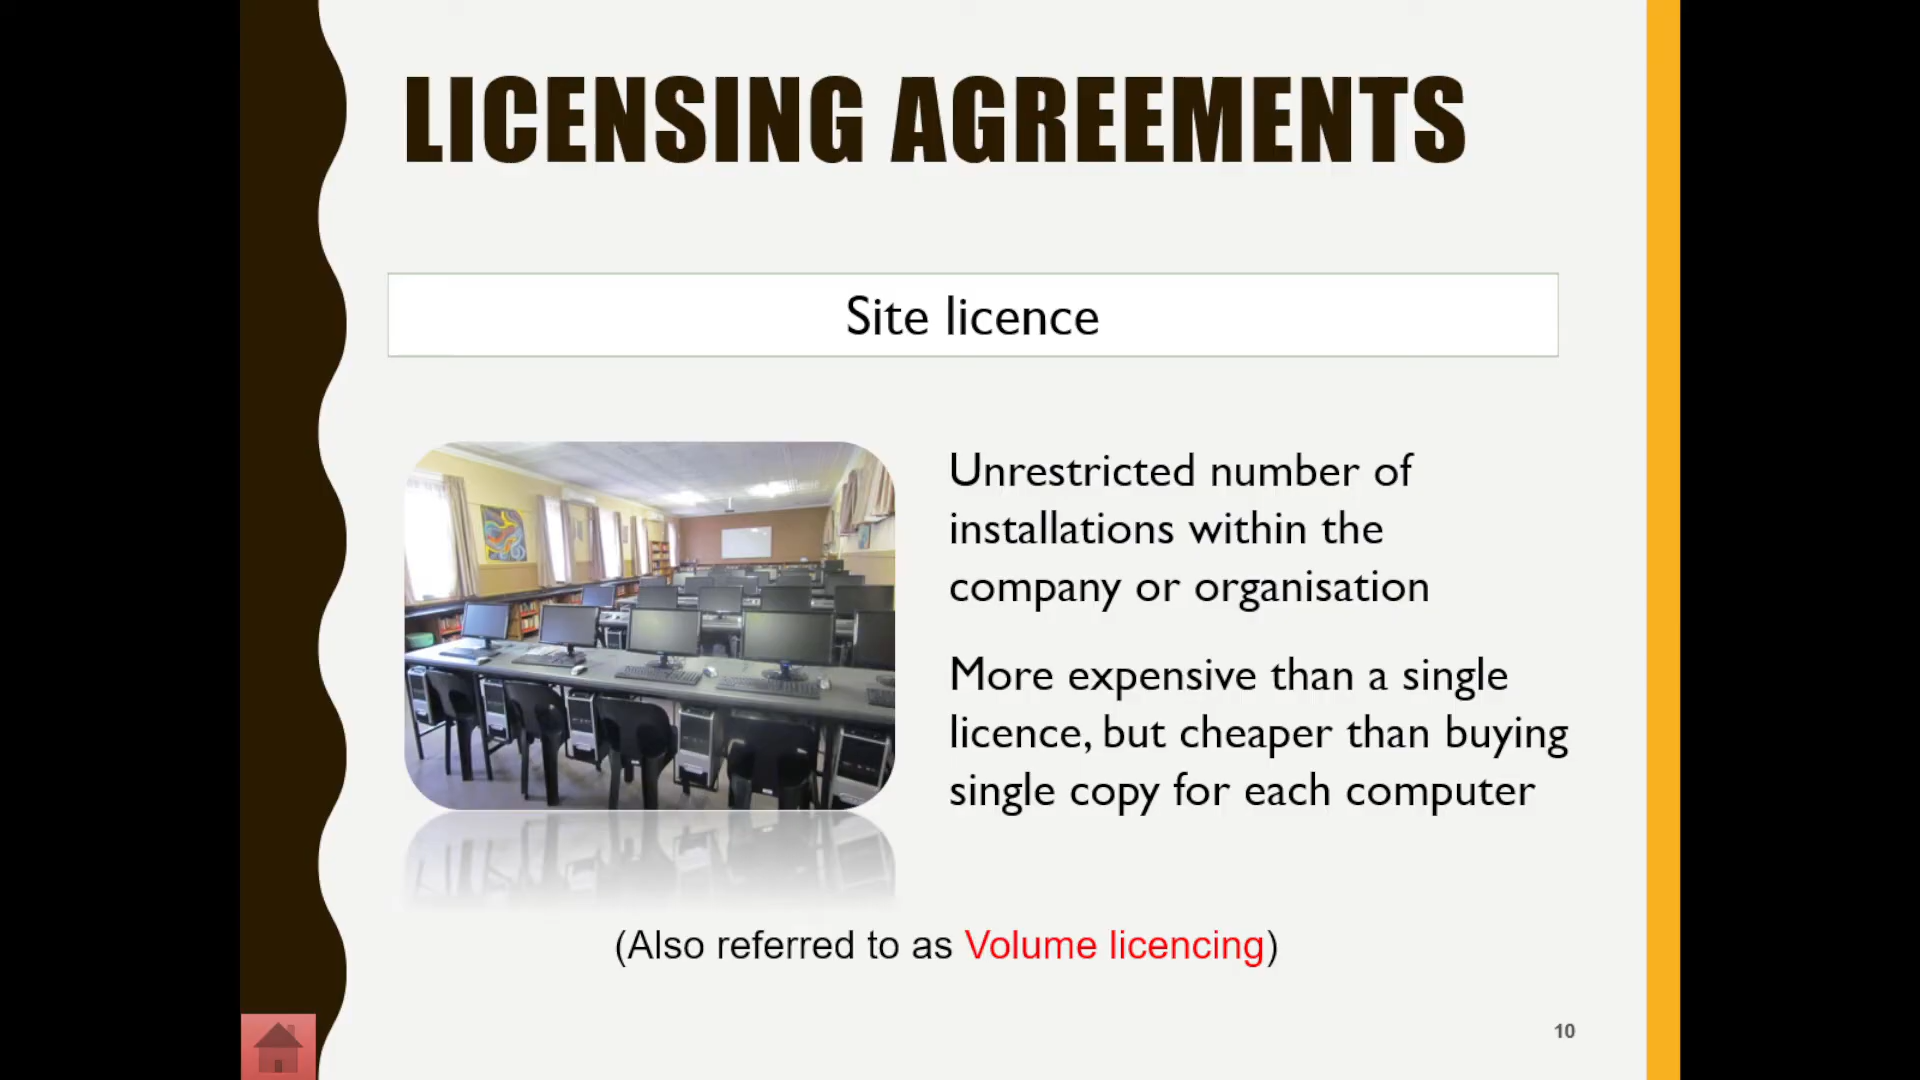 LICENSING AGREEMENTS
Site licence
Unrestricted number of
installations within the
company or organisation
More expensive than a single
licence, but cheaper than buying
single copy for each computer
(Also referred to as Volume licencing)
10